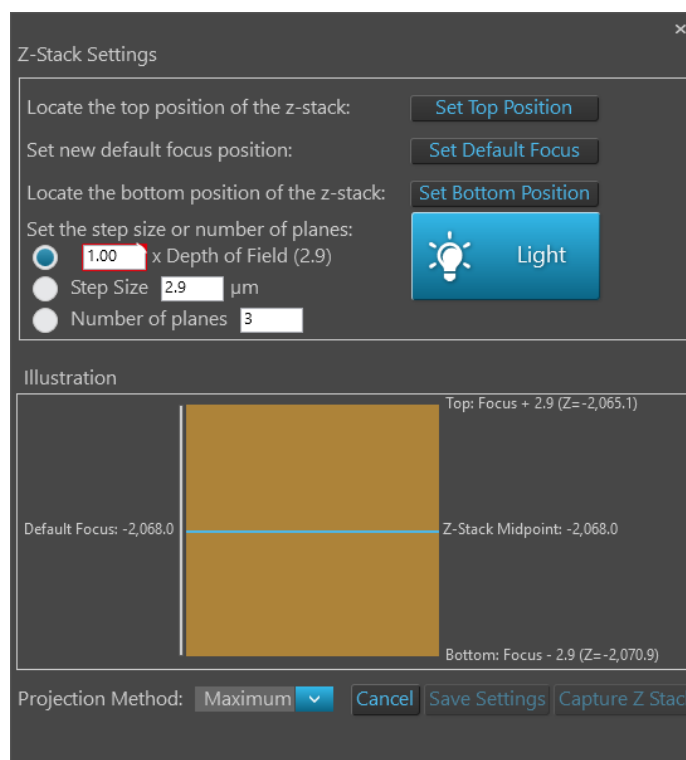 ×
Z-Stack Settings
Locate the top position of the z-stack: Set Top Position
Set new default focus position: Set Default Focus
Locate the bottom position of the z-stack: Set Bottom Position
Set the step size or number of planes:
1.00 x Depth of Field (2.9) Light
Step Size 2.9 µm
Number of planes 3
Illustration
Top: Focus + 2.9 (Z=-2,065.1)
Default Focus: -2,068.0 Z-Stack Midpoint: -2,068.0
Bottom: Focus - 2.9 (Z=-2,070.9)
Projection Method: Maximum Cancel Save Settings Capture Z Stac